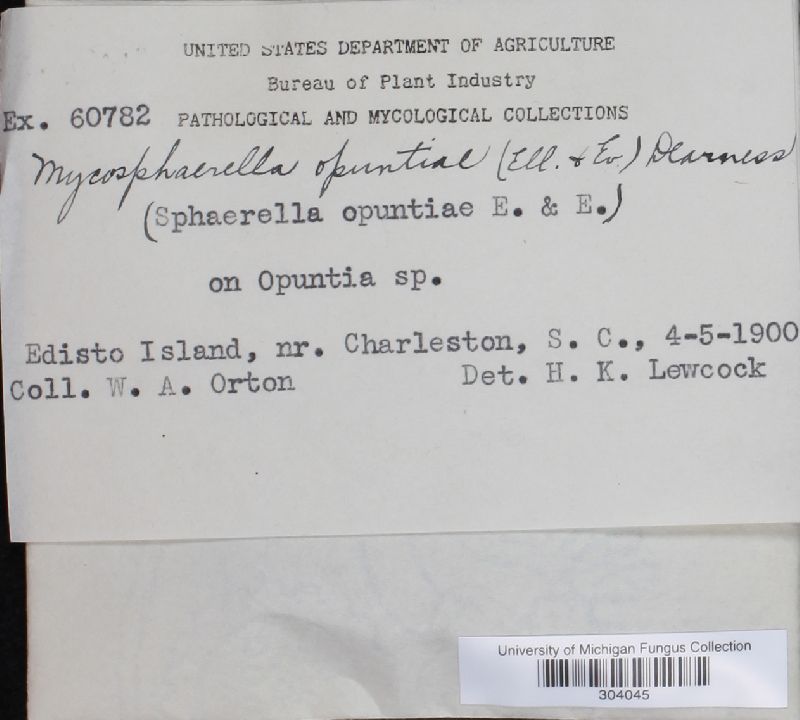 UNITED STATES DEPARTMENT OF AGRICULTURE
Bureau of Plant Industry
Ex. 60782 PATHOLOGICAL AND MYCOLOGICAL COLLECTIONS
Mycosphaerella opuntiae (Ell. & Ev.) Dearness
(Sphaerella opuntiae E. & E.)
on Opuntia sp.
Edisto Island, nr. Charleston, S. C., 4-5-1900
Coll. W. A. Orton Det. H. K. Lewcock
University of Michigan Fungus Collection
304045